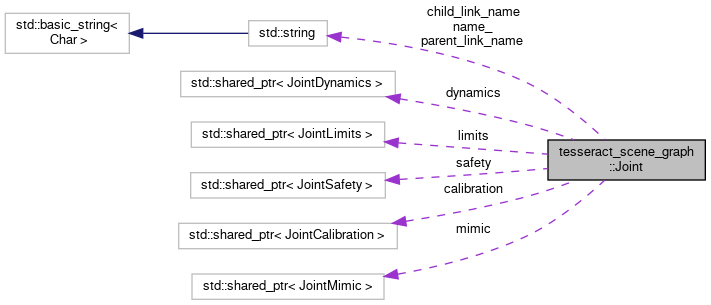 child_link_name
name_
parent_link_name
std::basic_string<
Char >
std::string
std::shared_ptr< JointDynamics >
dynamics
std::shared_ptr< JointLimits >
limits
tesseract_scene_graph
::Joint
safety
std::shared_ptr< JointSafety >
calibration
std::shared_ptr< JointCalibration >
mimic
std::shared_ptr< JointMimic >